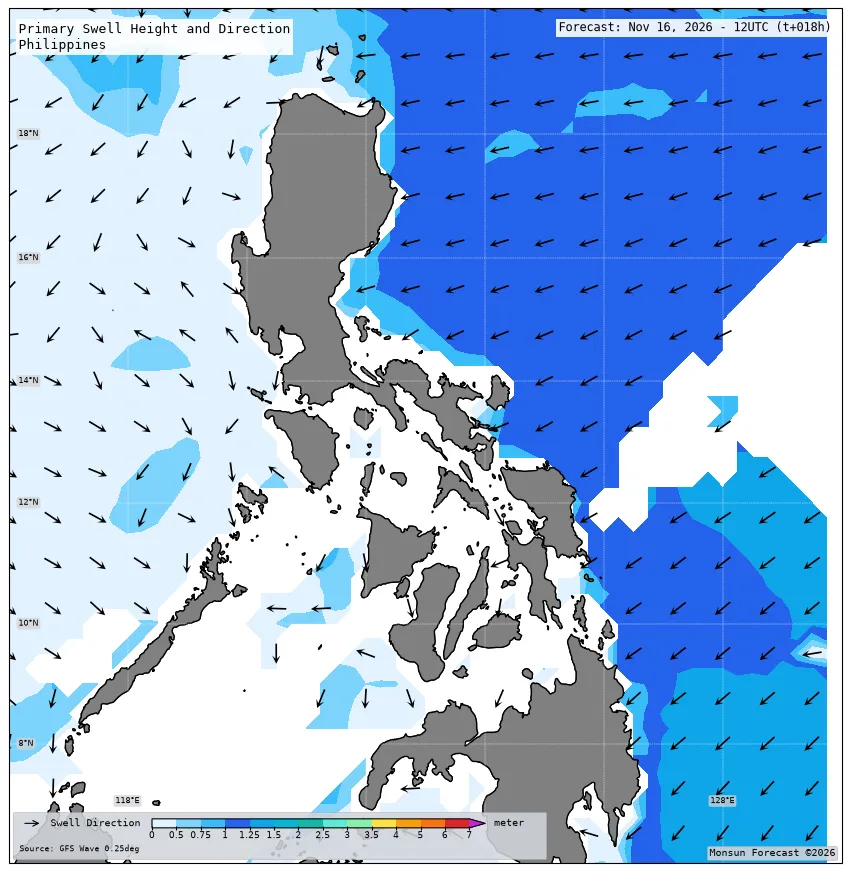 Primary Swell Height and Direction
Philippines
Forecast: Nov 16, 2026 - 12UTC (t+018h)
18°N
16°N
14°N
12°N
10°N
8°N
118°E
128°E
Swell Direction
0 0.5 0.75 1 1.25 1.5 2 2.5 3 3.5 4 5 6 7
meter
Source: GFS Wave 0.25deg
Monsun Forecast ©2026